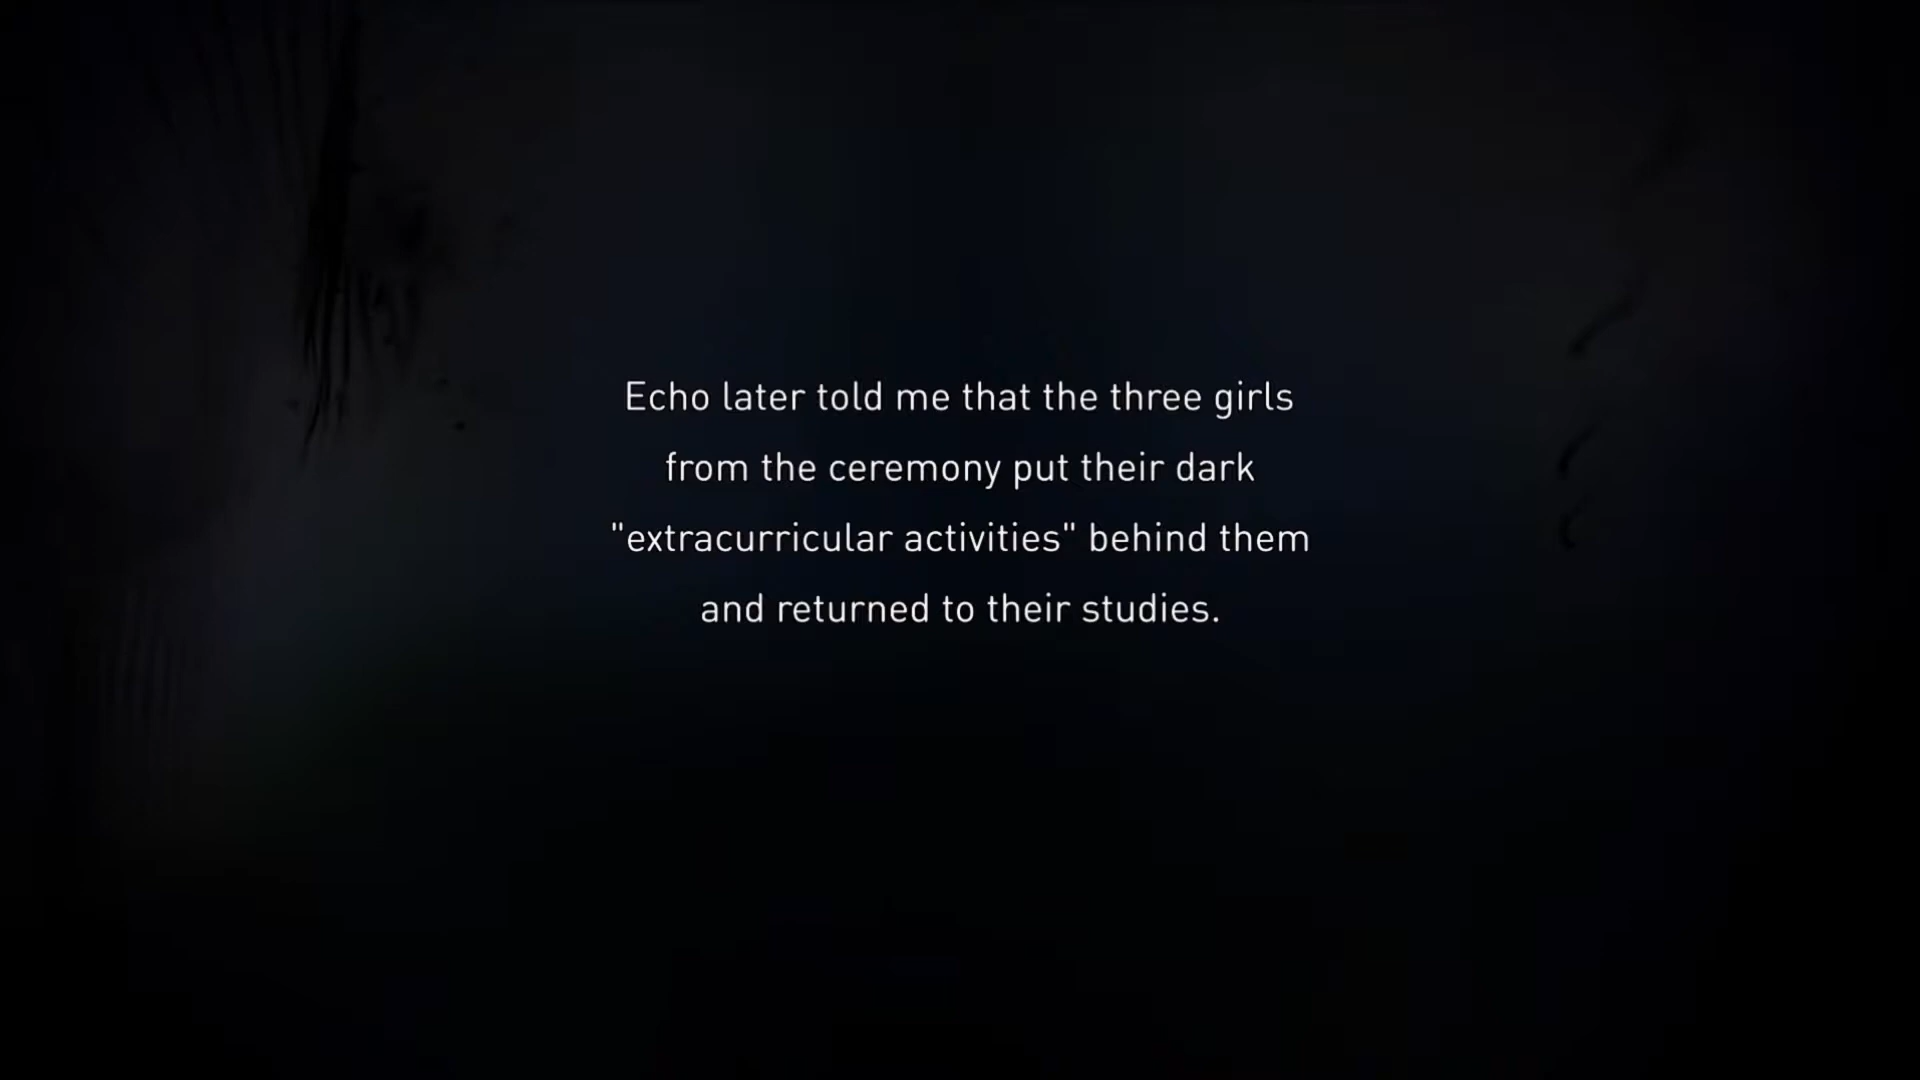 Echo later told me that the three girls
from the ceremony put their dark
"extracurricular activities" behind them
and returned to their studies.